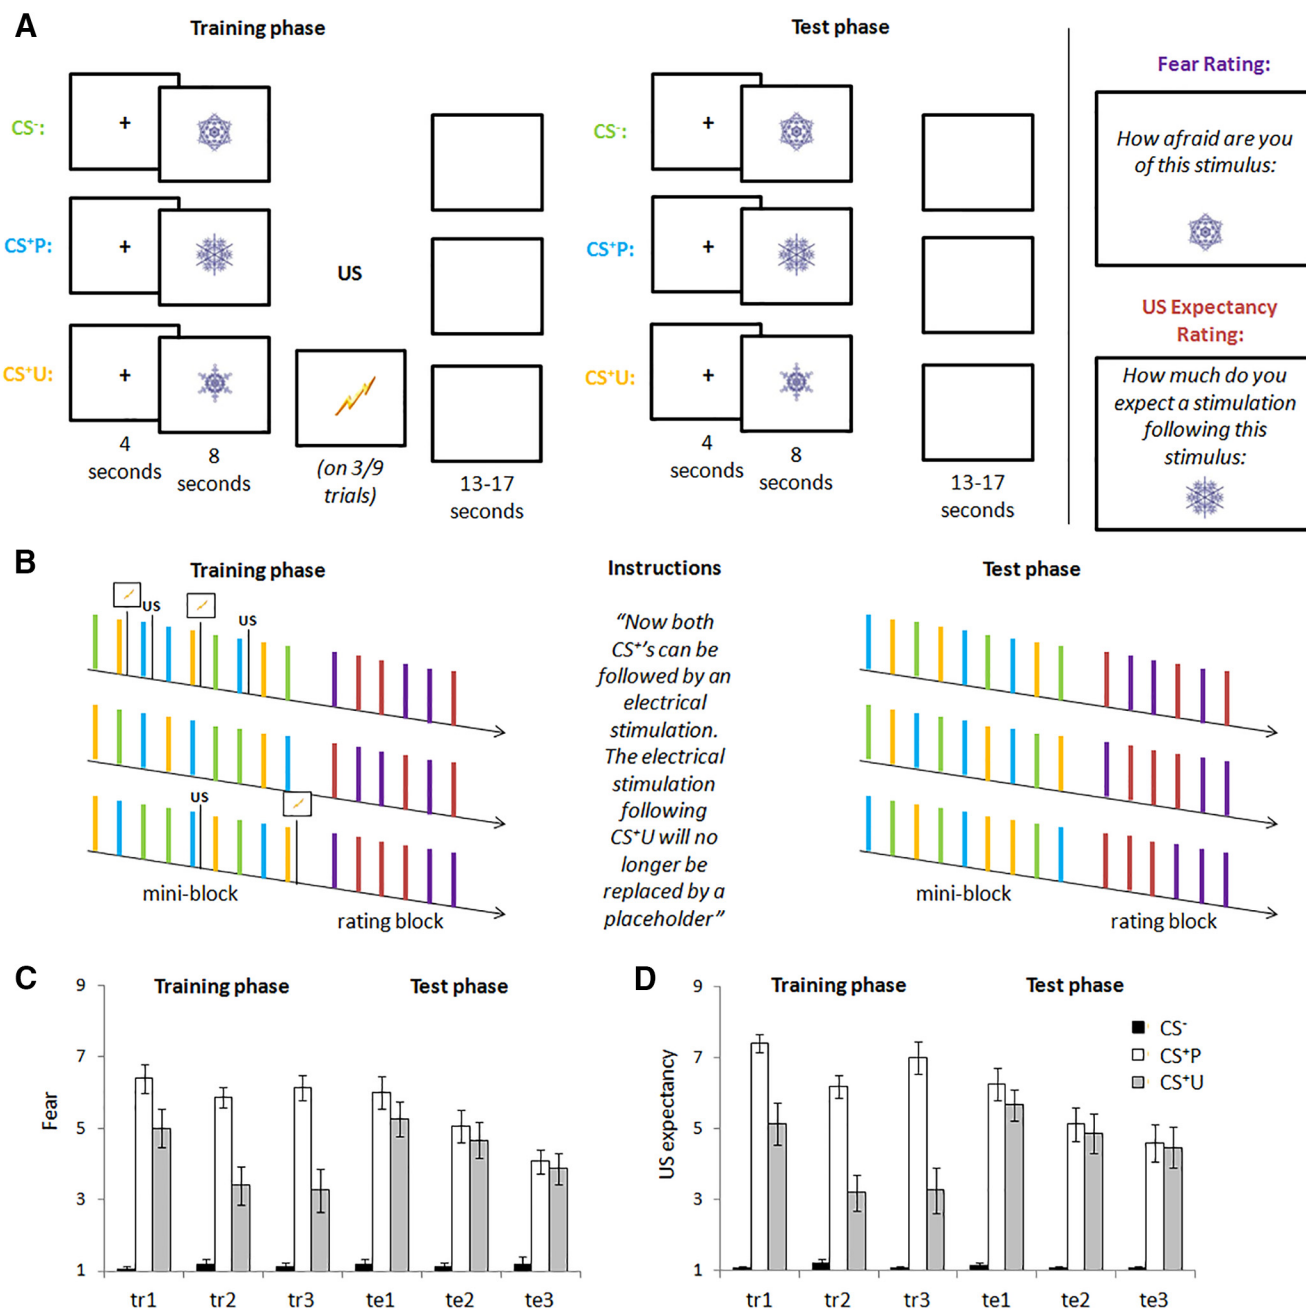 A
Training phase
Test phase
CS⁻:
+
CS⁺P:
+
US
CS⁺U:
+
4
seconds
8
seconds
(on 3/9
trials)
13-17
seconds
CS⁻:
+
CS⁺P:
+
CS⁺U:
+
4
seconds
8
seconds
13-17
seconds
Fear Rating:
How afraid are you
of this stimulus:
US Expectancy
Rating:
How much do you
expect a stimulation
following this
stimulus:
B
Training phase
US
US
US
mini-block
rating block
Instructions
“Now both
CS⁺’s can be
followed by an
electrical
stimulation.
The electrical
stimulation
following
CS⁺U will no
longer be
replaced by a
placeholder”
Test phase
mini-block
rating block
C
Training phase
Test phase
Fear
9
7
5
3
1
tr1 tr2 tr3 te1 te2 te3
D
Training phase
Test phase
US expectancy
9
7
5
3
1
CS⁻
CS⁺P
CS⁺U
tr1 tr2 tr3 te1 te2 te3